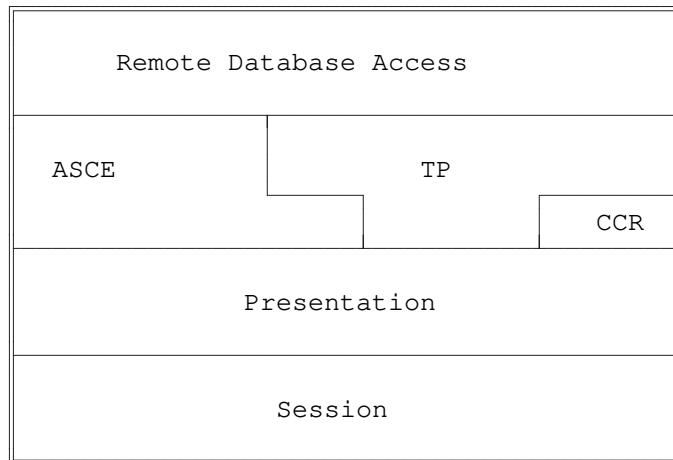 Remote Database Access
ASCE
TP
CCR
Presentation
Session